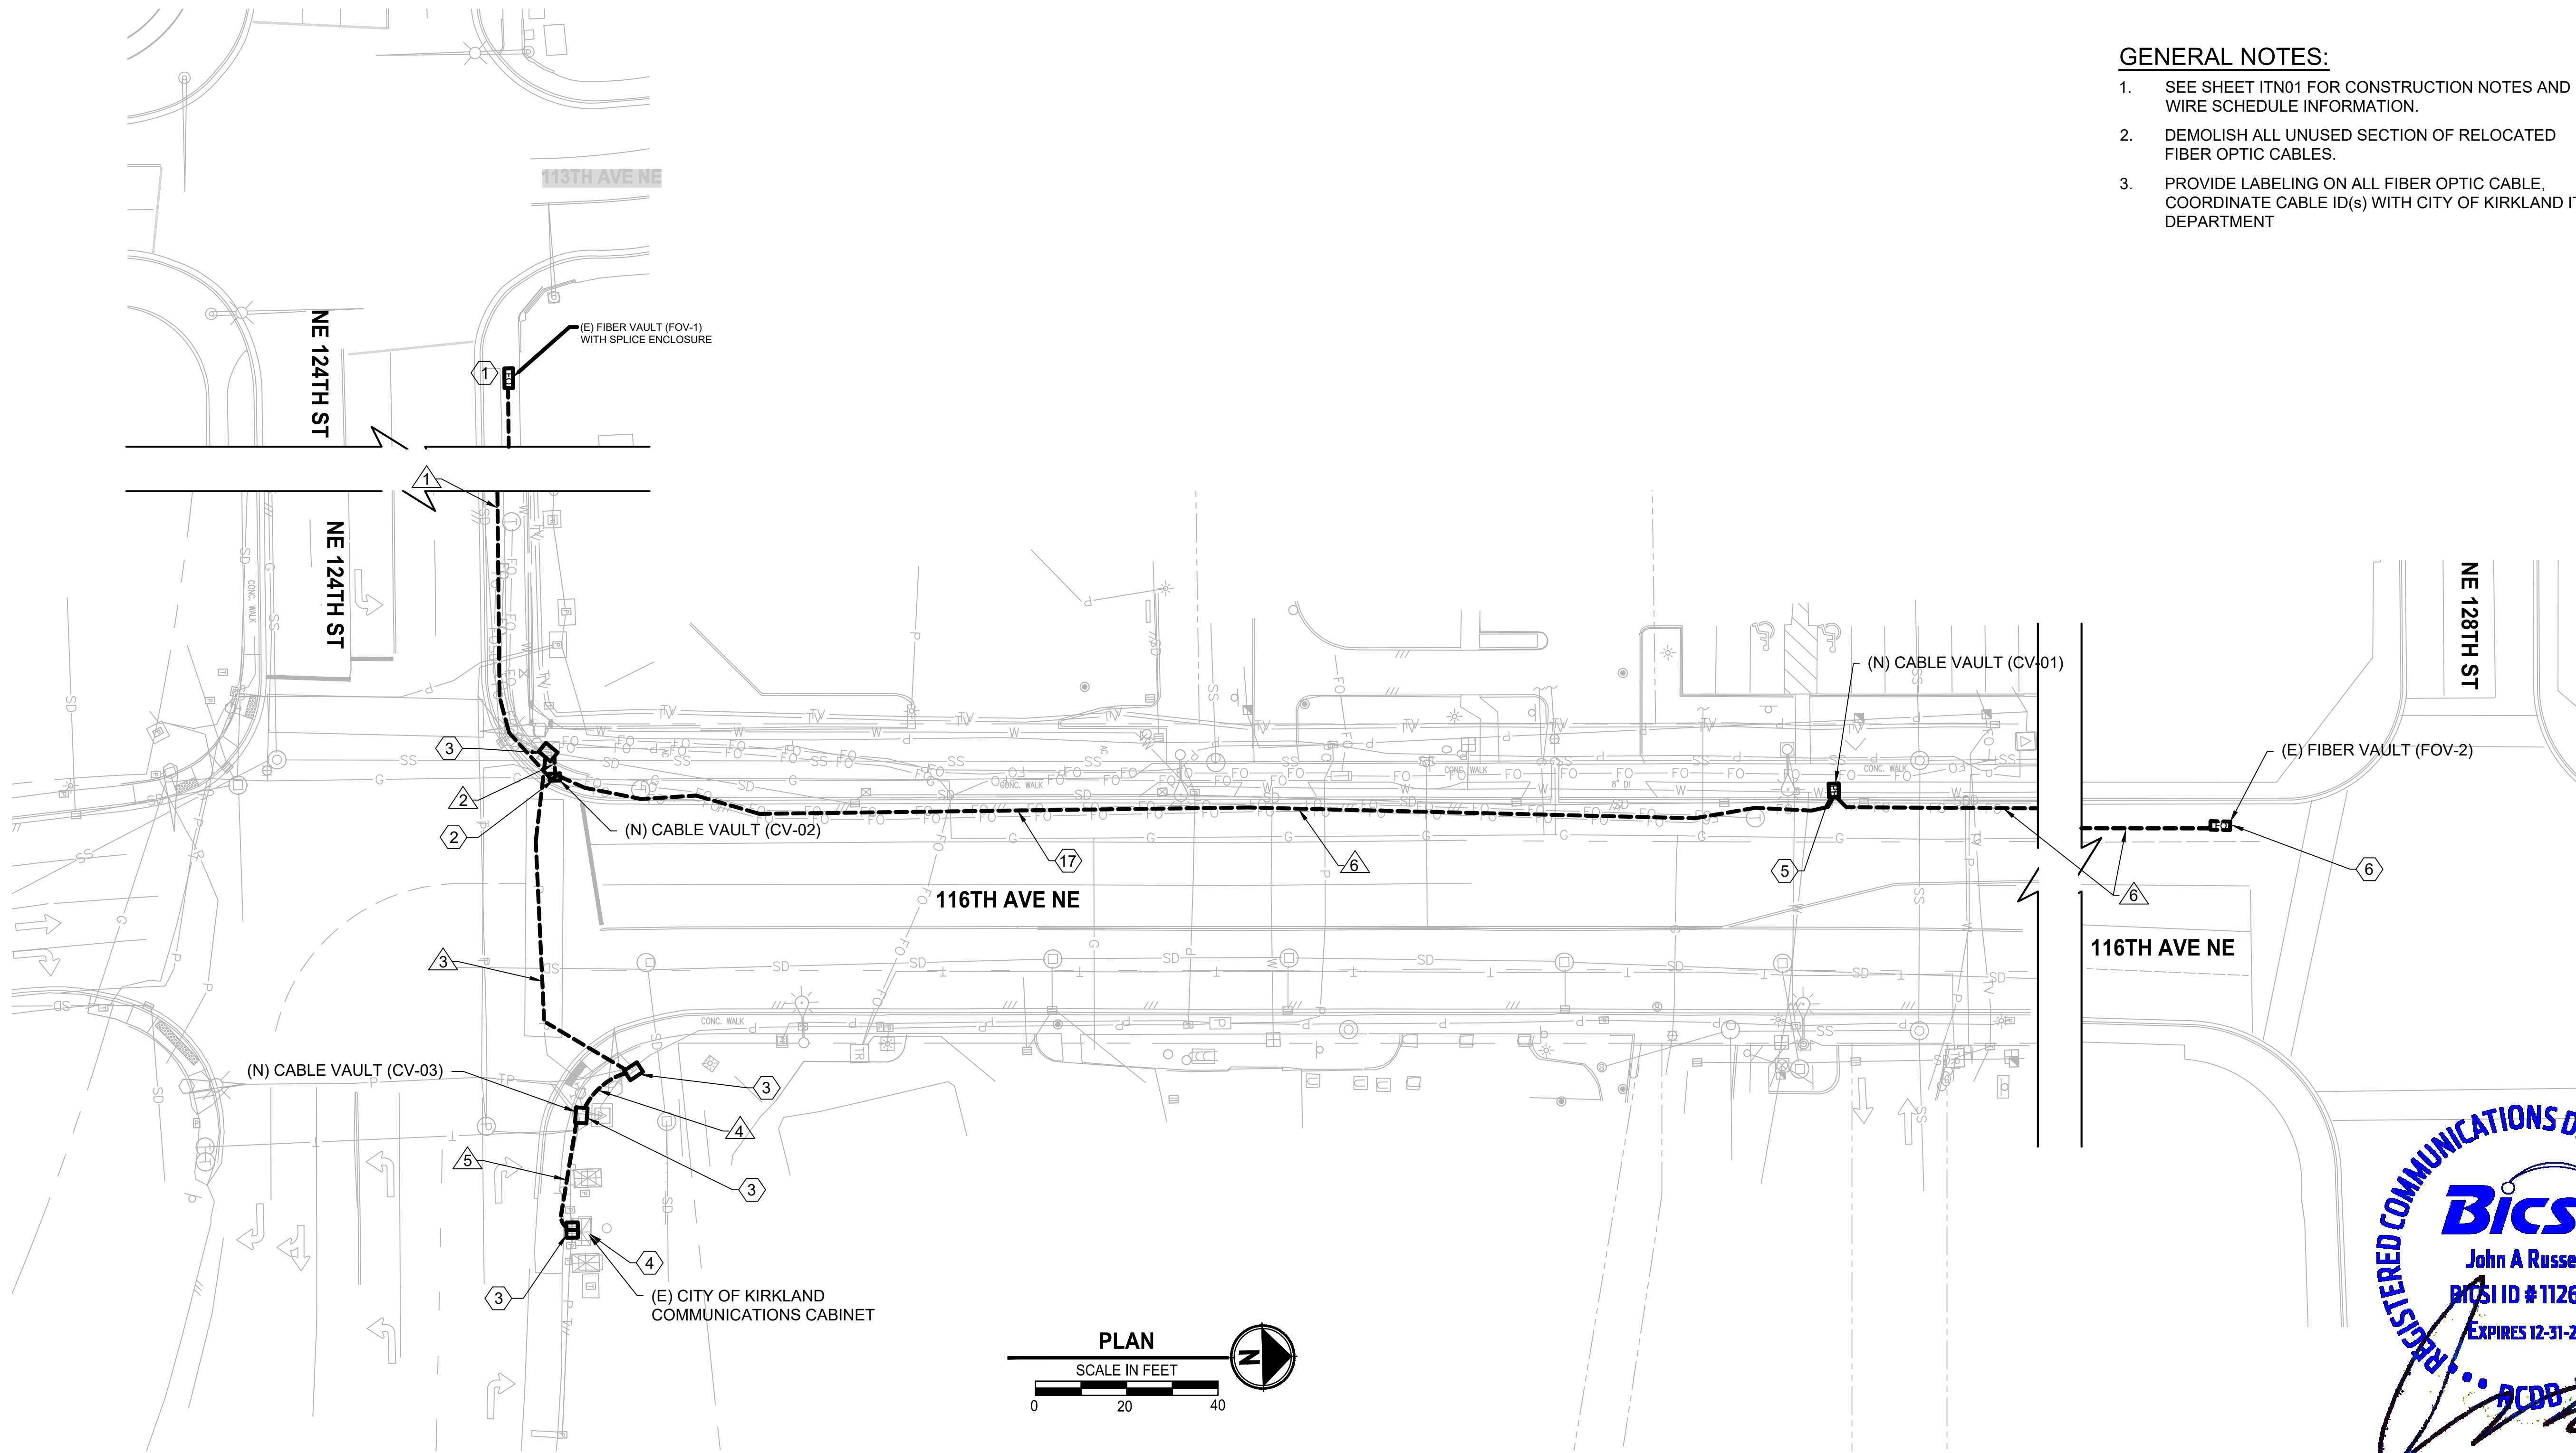 GENERAL NOTES:
1. SEE SHEET ITN01 FOR CONSTRUCTION NOTES AND
WIRE SCHEDULE INFORMATION.
2. DEMOLISH ALL UNUSED SECTION OF RELOCATED
FIBER OPTIC CABLES.
3. PROVIDE LABELING ON ALL FIBER OPTIC CABLE,
COORDINATE CABLE ID(s) WITH CITY OF KIRKLAND IT
DEPARTMENT
113TH AVE NE
NE 124TH ST
(E) FIBER VAULT (FOV-1)
WITH SPLICE ENCLOSURE
1
1
NE 124TH ST
CONC. WALK
NE 128TH ST
(N) CABLE VAULT (CV-01)
3
2
2
(N) CABLE VAULT (CV-02)
CONC. WALK
CONC. WALK
8" DI
CONC. WALK
17
6
5
(E) FIBER VAULT (FOV-2)
6
6
116TH AVE NE
116TH AVE NE
3
CONC. WALK
(N) CABLE VAULT (CV-03)
3
4
5
3
4
3
(E) CITY OF KIRKLAND
COMMUNICATIONS CABINET
PLAN
SCALE IN FEET
0 20 40
N
REGISTERED COMMUNICATIONS D
Bics
John A Russe
BICSI ID # 1126
EXPIRES 12-31-2
RCDD